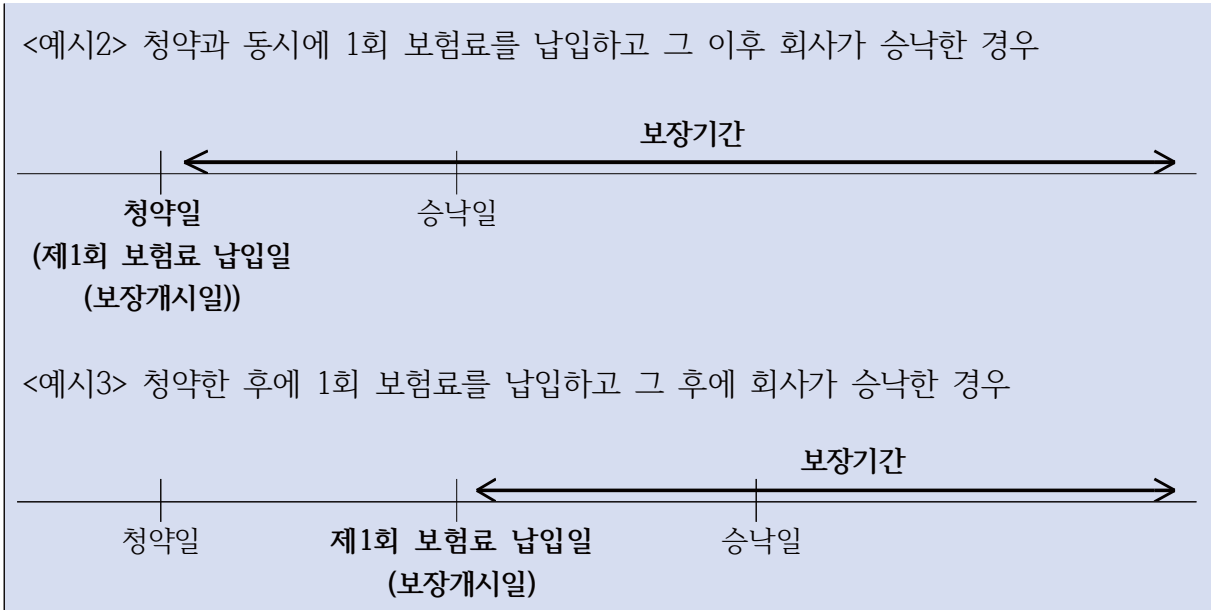 <예시2> 청약과 동시에 1회 보험료를 납입하고 그 이후 회사가 승낙한 경우
보장기간
청약일 승낙일
(제1회 보험료 납입일
(보장개시일))
<예시3> 청약한 후에 1회 보험료를 납입하고 그 후에 회사가 승낙한 경우
보장기간
청약일 제1회 보험료 납입일 승낙일
(보장개시일)